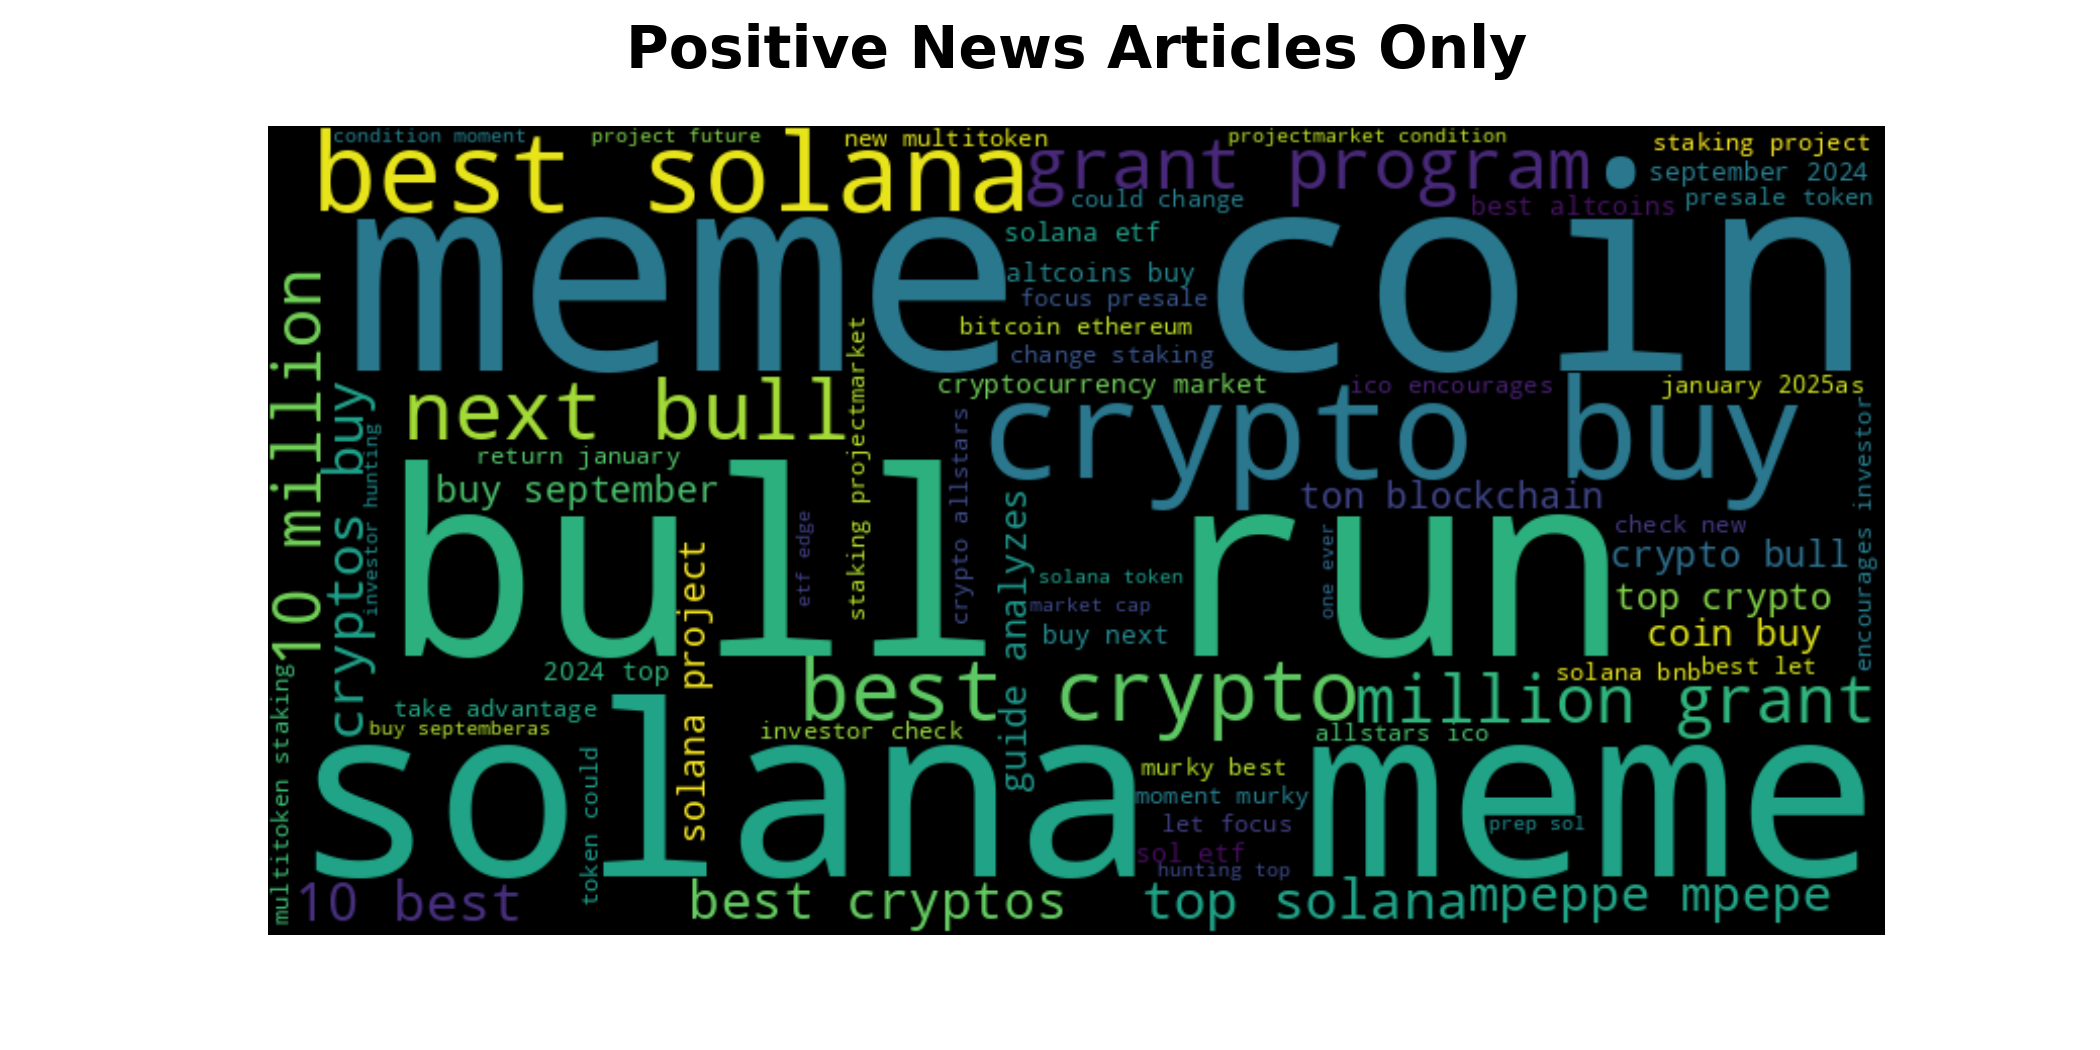 Positive News Articles Only
condition moment
project future
new multitoken
projectmarket condition
staking project
best solana
grant program
september 2024
could change
best altcoins
presale token
meme coin
solana etf
altcoins buy
focus presale
bitcoin ethereum
change staking
10 million
cryptos buy
investor hunting
next bull
staking projectmarket
cryptocurrency market
ico encourages
january 2025as
crypto buy
crypto allstars
encourages investor
return january
buy september
bull run
etf edge
guide analyzes
ton blockchain
one ever
check new
crypto bull
solana token
market cap
buy next
top crypto
coin buy
solana project
2024 top
best crypto
solana bnb
best let
million grant
multitoken staking
take advantage
buy septemberas
investor check
allstars ico
solana meme
token could
murky best
moment murky
let focus
prep sol
sol etf
hunting top
10 best
best cryptos
top solana
mpeppe mpepe